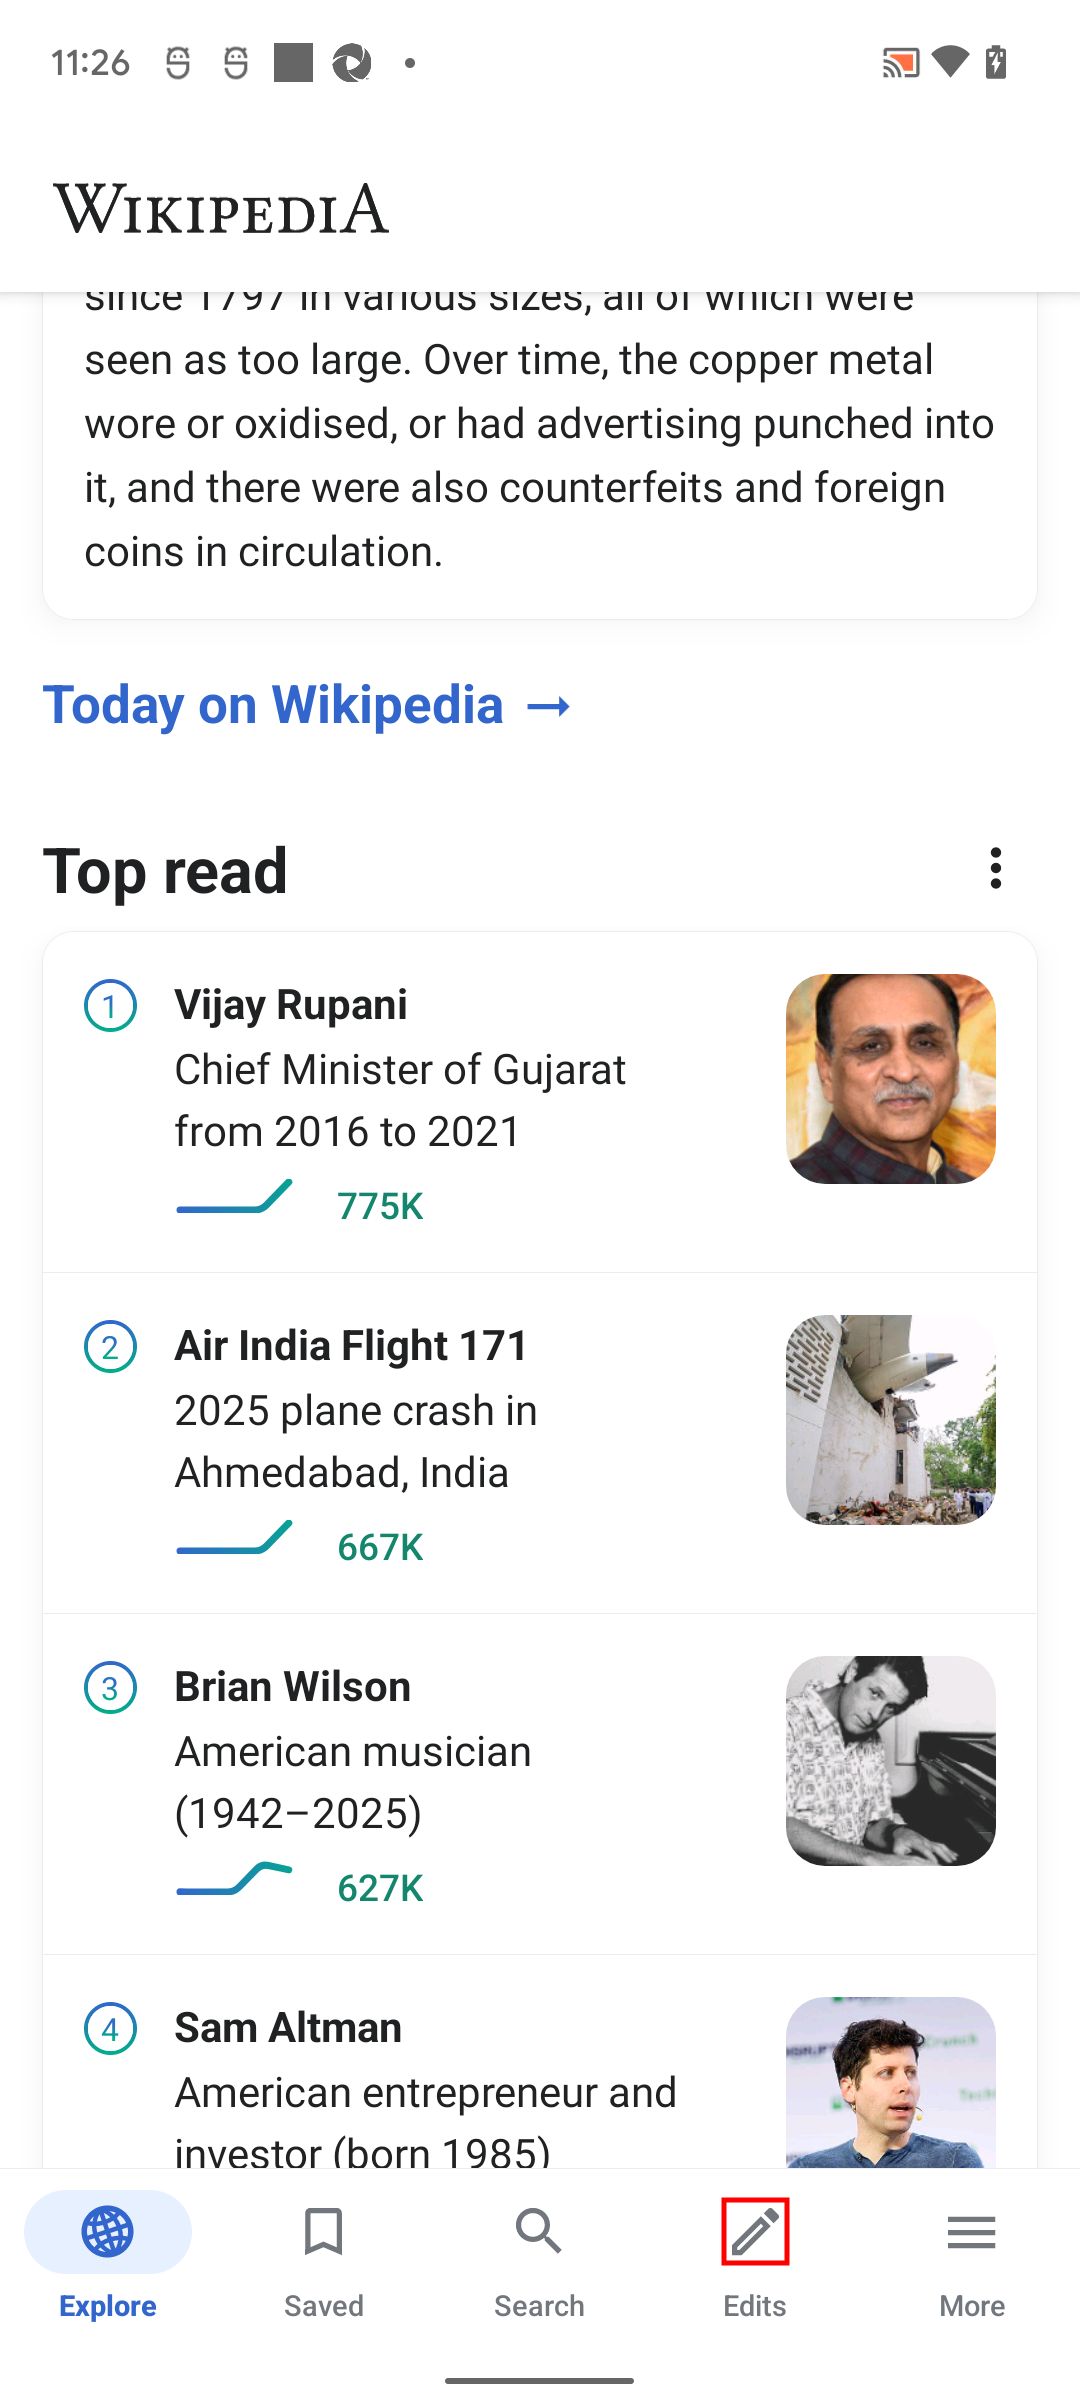 11:26
WIKIPEDIA
since 1797 in various sizes, all of which were
seen as too large. Over time, the copper metal
wore or oxidised, or had advertising punched into
it, and there were also counterfeits and foreign
coins in circulation.
Today on Wikipedia →
Top read
1
Vijay Rupani
Chief Minister of Gujarat
from 2016 to 2021
775K
2
Air India Flight 171
2025 plane crash in
Ahmedabad, India
667K
3
Brian Wilson
American musician
(1942–2025)
627K
4
Sam Altman
American entrepreneur and
investor (born 1985)
Explore
Saved
Search
Edits
More